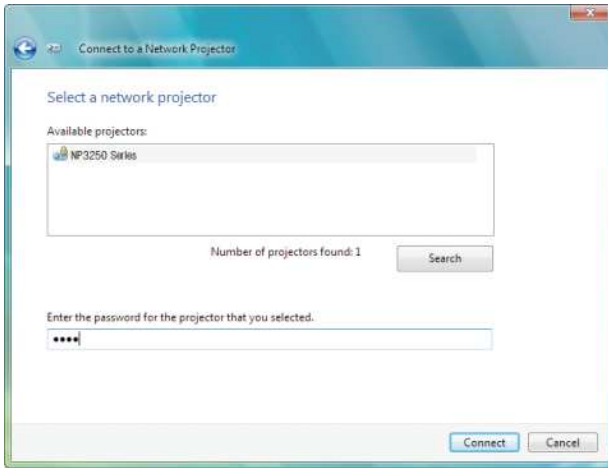 Connect to a Network Projector
Select a network projector
Available projectors:
NP3250 Series
Number of projectors found: 1
Search
Enter the password for the projector that you selected.
••••
Connect
Cancel